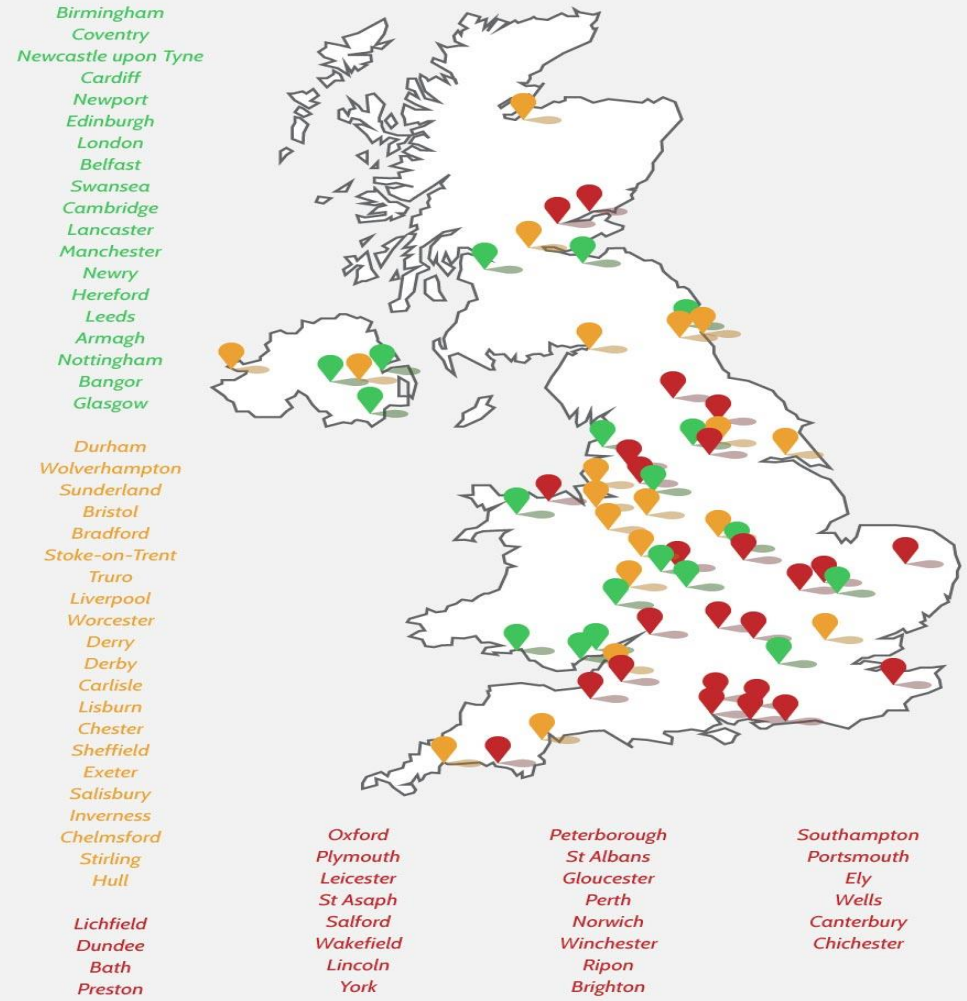 Birmingham
Coventry
Newcastle upon Tyne
Cardiff
Newport
Edinburgh
London
Belfast
Swansea
Cambridge
Lancaster
Manchester
Newry
Hereford
Leeds
Armagh
Nottingham
Bangor
Glasgow
Durham
Wolverhampton
Sunderland
Bristol
Bradford
Stoke-on-Trent
Truro
Liverpool
Worcester
Derry
Derby
Carlisle
Lisburn
Chester
Sheffield
Exeter
Salisbury
Inverness
Chelmsford
Stirling
Hull
Lichfield
Dundee
Bath
Preston
Oxford
Plymouth
Leicester
St Asaph
Salford
Wakefield
Lincoln
York
Peterborough
St Albans
Gloucester
Perth
Norwich
Winchester
Ripon
Brighton
Southampton
Portsmouth
Ely
Wells
Canterbury
Chichester